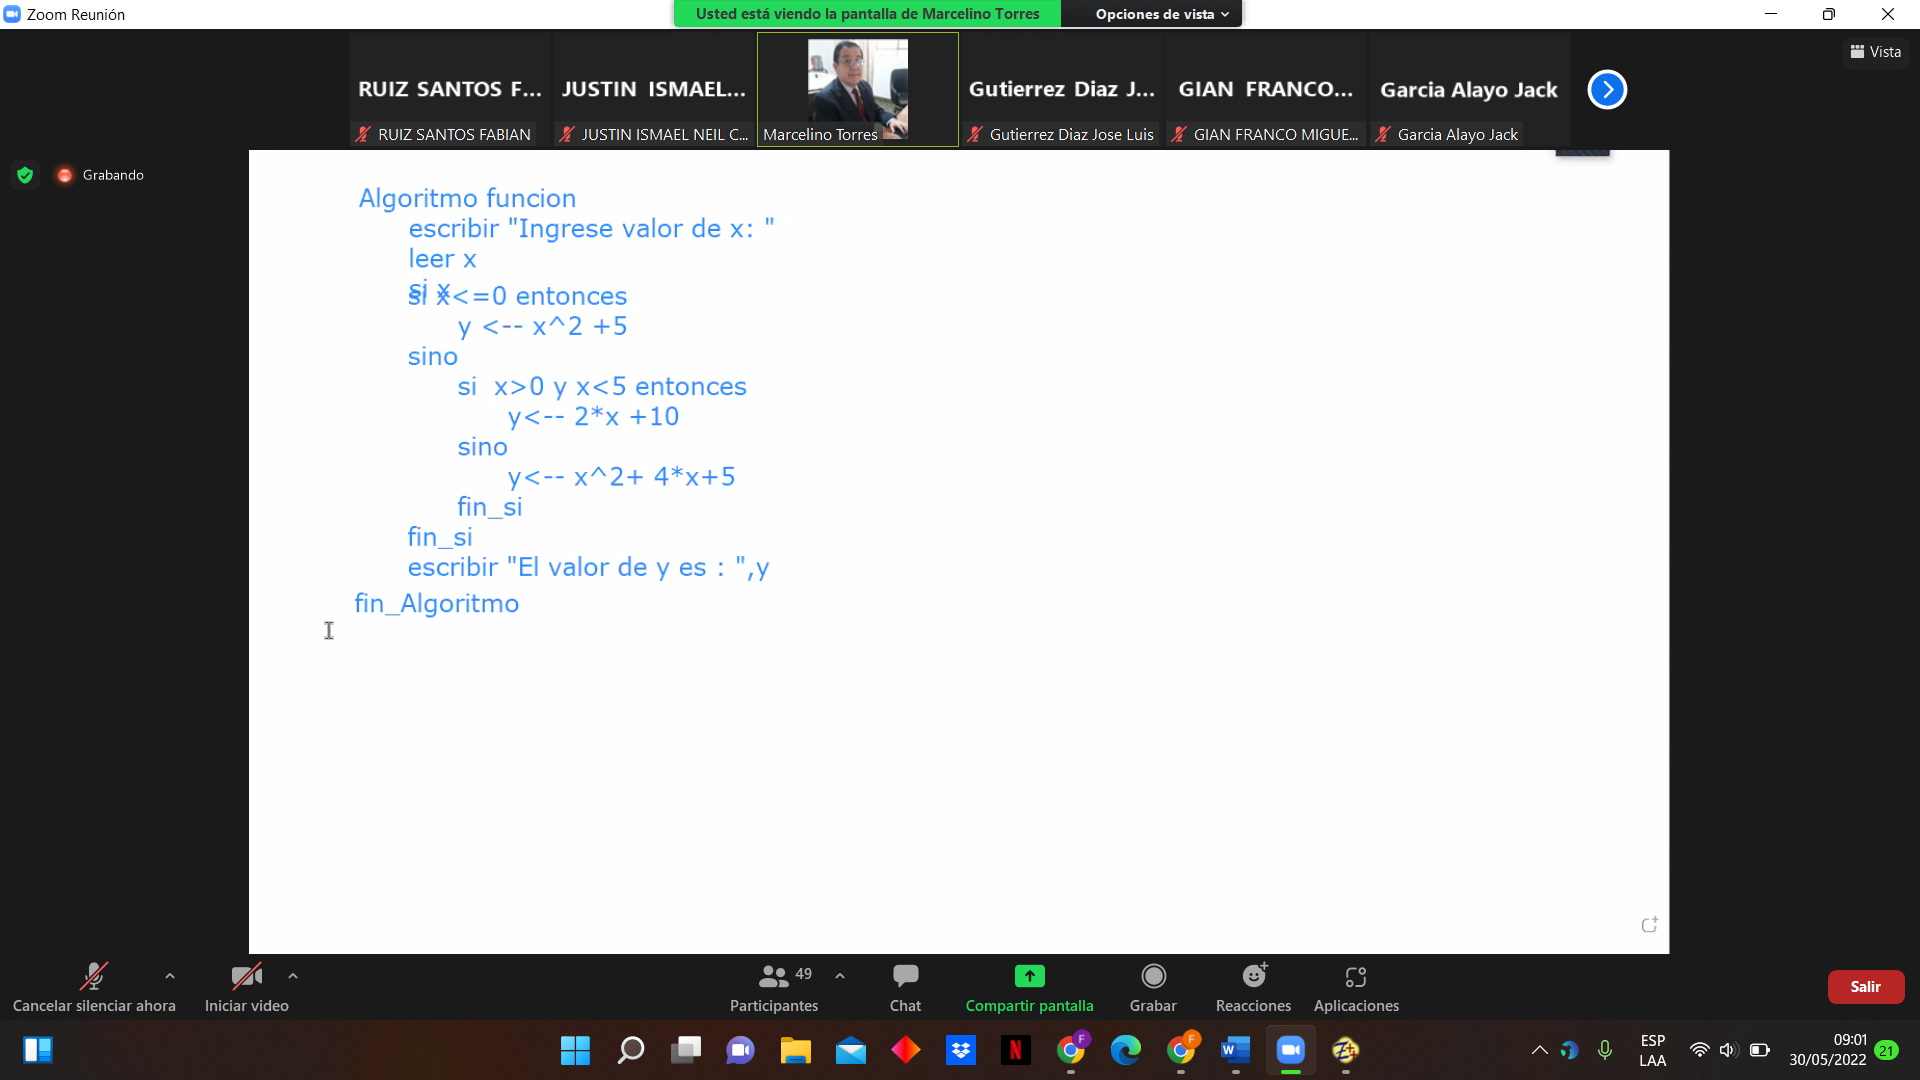 Zoom Reunión
Usted está viendo la pantalla de Marcelino Torres
Opciones de vista
Vista
RUIZ SANTOS F...
JUSTIN ISMAEL...
Gutierrez Diaz J...
GIAN FRANCO...
Garcia Alayo Jack
RUIZ SANTOS FABIAN
JUSTIN ISMAEL NEIL C...
Marcelino Torres
Gutierrez Diaz Jose Luis
GIAN FRANCO MIGUE...
Garcia Alayo Jack
Grabando
Algoritmo funcion
escribir "Ingrese valor de x: "
leer x
si x
si x<=0 entonces
y <-- x^2 +5
sino
si x>0 y x<5 entonces
y<-- 2*x +10
sino
y<-- x^2+ 4*x+5
fin_si
fin_si
escribir "El valor de y es : ",y
fin_Algoritmo
Cancelar silenciar ahora
Iniciar video
49
Participantes
Chat
Compartir pantalla
Grabar
Reacciones
Aplicaciones
Salir
F
N
F
W
ESP
LAA
09:01
30/05/2022
21